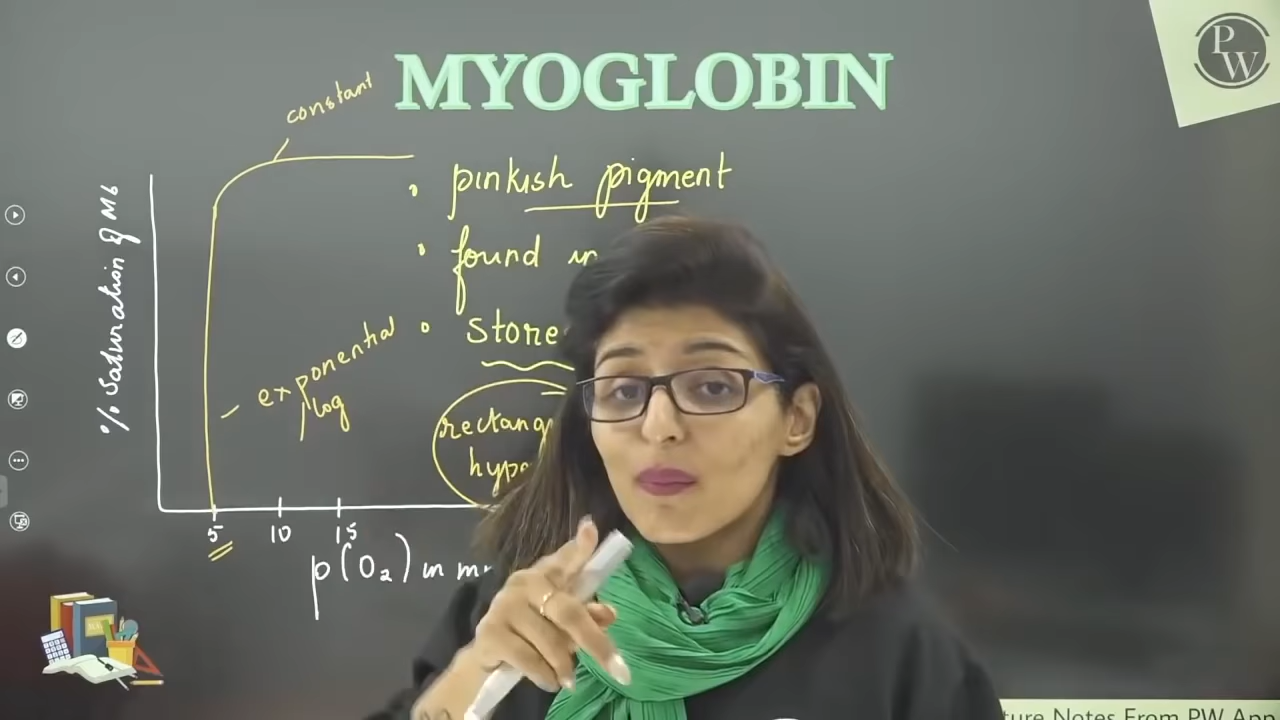 MYOGLOBIN
PW
constant
% Saturation of Mb
• pinkish pigment
• found in
• store
exponential
log
rectang
hype
5 10 15
p(O₂) in m
ture Notes From PW App